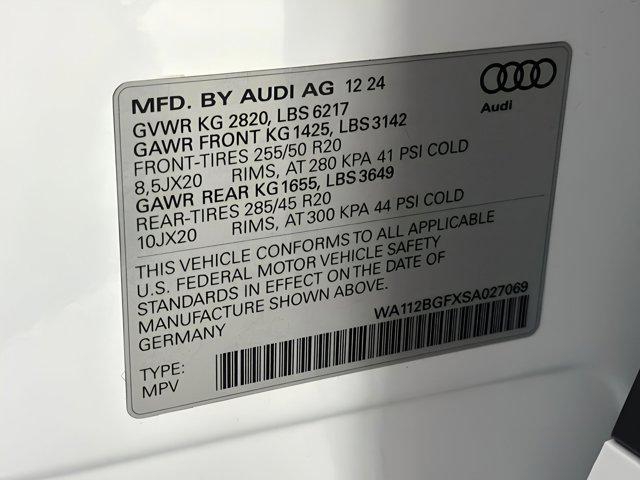 MFD. BY AUDI AG 12 24
GVWR KG 2820, LBS 6217
GAWR FRONT KG 1425, LBS 3142
FRONT-TIRES 255/50 R20
8,5JX20 RIMS, AT 280 KPA 41 PSI COLD
GAWR REAR KG 1655, LBS 3649
REAR-TIRES 285/45 R20
10JX20 RIMS, AT 300 KPA 44 PSI COLD
Audi
THIS VEHICLE CONFORMS TO ALL APPLICABLE
U.S. FEDERAL MOTOR VEHICLE SAFETY
STANDARDS IN EFFECT ON THE DATE OF
MANUFACTURE SHOWN ABOVE.
GERMANY
WA112BGFXSA027069
TYPE:
MPV